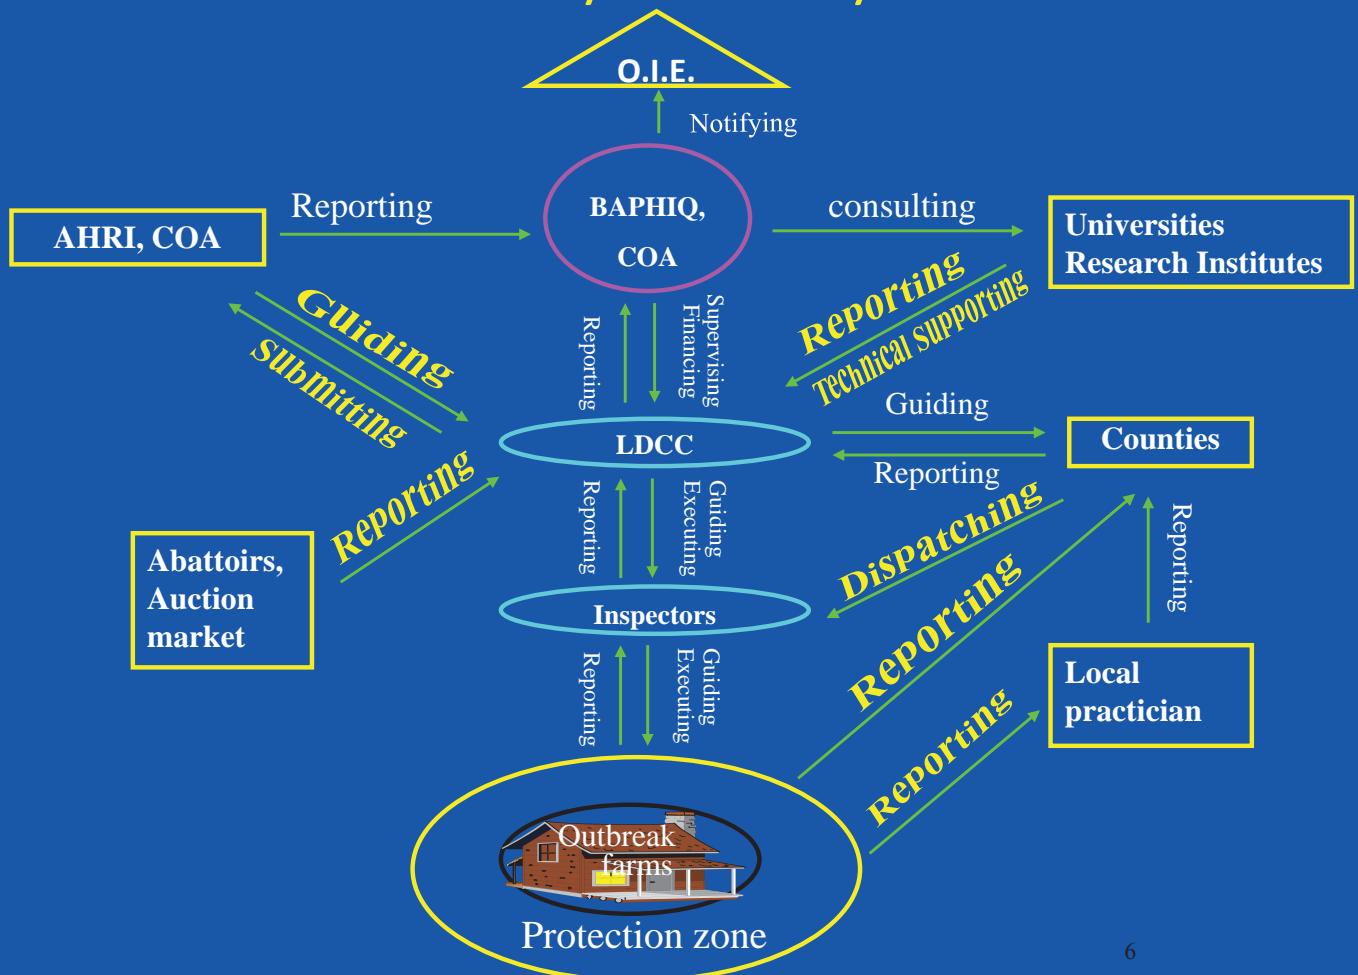 O.I.E.
Notifying
Reporting
BAPHIQ,
COA
consulting
AHRI, COA
Universities
Research Institutes
Guiding
Submitting
Reporting
Supervising
Financing
Reporting
Technical Supporting
LDCC
Guiding
Reporting
Counties
Reporting
Abattoirs,
Auction
market
Reporting
Guiding
Executing
Dispatching
Reporting
Reporting
Inspectors
Reporting
Guiding
Executing
Local
practician
Reporting
Outbreak
farms
Protection zone
6